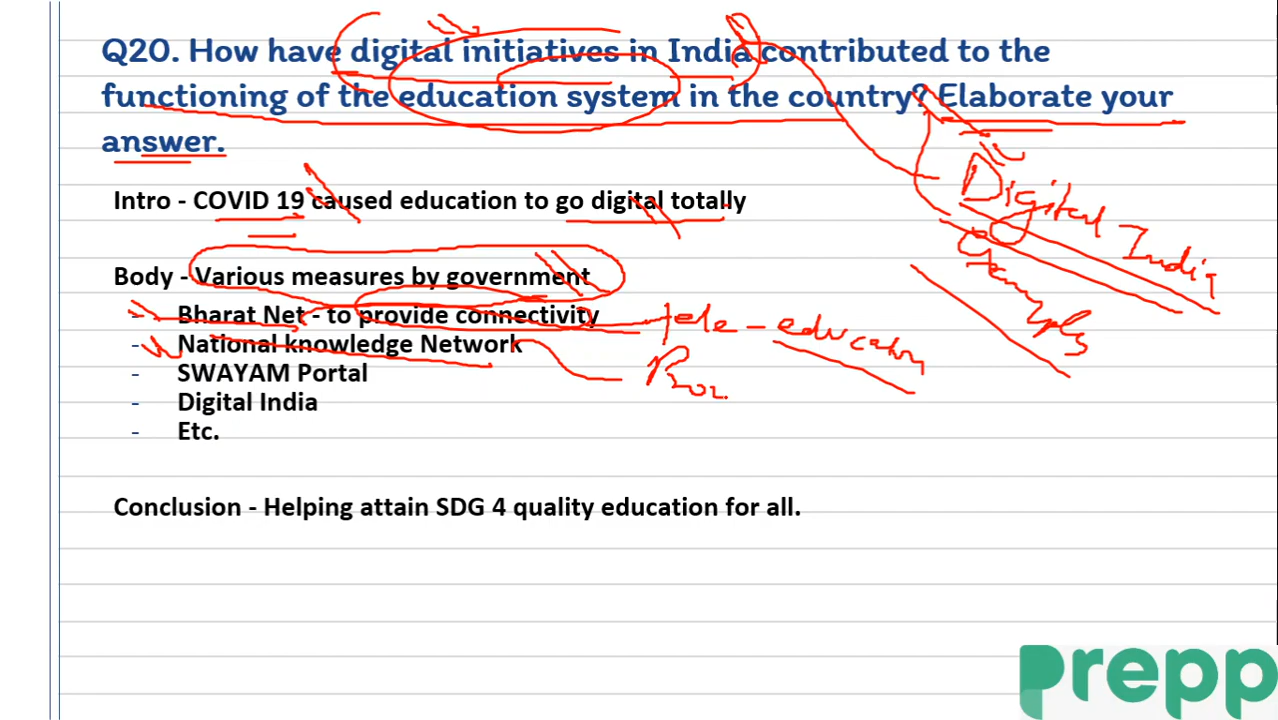 Q20. How have digital initiatives in India contributed to the
functioning of the education system in the country? Elaborate your
answer.
Digital India
examples
Intro - COVID 19 caused education to go digital totally
Body - Various measures by government
- Bharat Net - to provide connectivity
tele - education
- National knowledge Network
- SWAYAM Portal
- Digital India
- Etc.
Conclusion - Helping attain SDG 4 quality education for all.
prepp